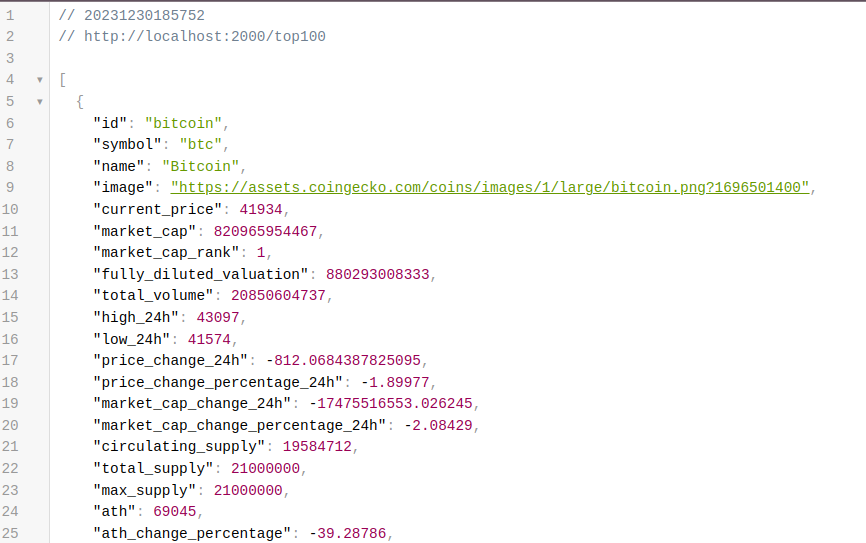 1 // 20231230185752
2 // http://localhost:2000/top100
3
4 ▼ [
5 ▼ {
6 "id": "bitcoin",
7 "symbol": "btc",
8 "name": "Bitcoin",
9 "image": "https://assets.coingecko.com/coins/images/1/large/bitcoin.png?1696501400",
10 "current_price": 41934,
11 "market_cap": 820965954467,
12 "market_cap_rank": 1,
13 "fully_diluted_valuation": 880293008333,
14 "total_volume": 20850604737,
15 "high_24h": 43097,
16 "low_24h": 41574,
17 "price_change_24h": -812.0684387825095,
18 "price_change_percentage_24h": -1.89977,
19 "market_cap_change_24h": -17475516553.026245,
20 "market_cap_change_percentage_24h": -2.08429,
21 "circulating_supply": 19584712,
22 "total_supply": 21000000,
23 "max_supply": 21000000,
24 "ath": 69045,
25 "ath_change_percentage": -39.28786,